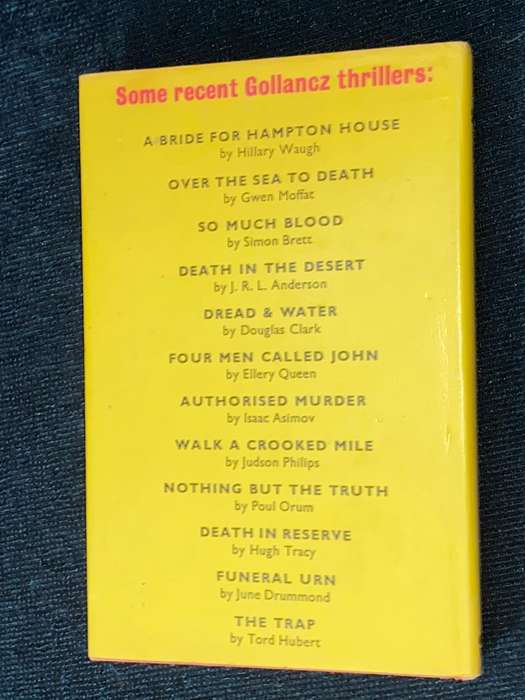 Some recent Gollancz thrillers:
A BRIDE FOR HAMPTON HOUSE
by Hillary Waugh
OVER THE SEA TO DEATH
by Gwen Moffat
SO MUCH BLOOD
by Simon Brett
DEATH IN THE DESERT
by J. R. L. Anderson
DREAD & WATER
by Douglas Clark
FOUR MEN CALLED JOHN
by Ellery Queen
AUTHORISED MURDER
by Isaac Asimov
WALK A CROOKED MILE
by Judson Philips
NOTHING BUT THE TRUTH
by Poul Orum
DEATH IN RESERVE
by Hugh Tracy
FUNERAL URN
by June Drummond
THE TRAP
by Tord Hubert